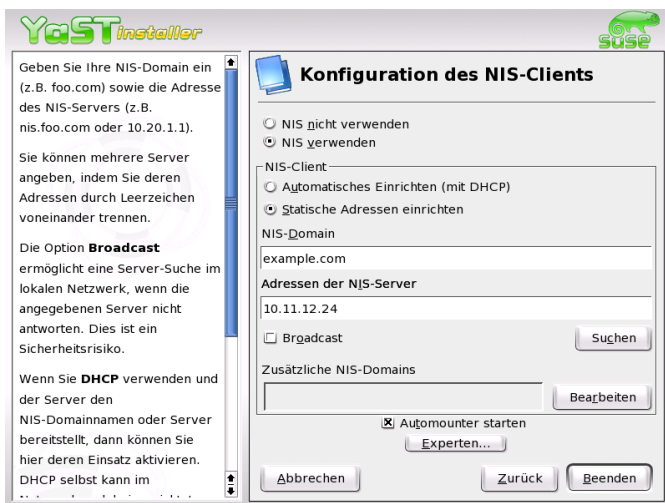 YaST installer
SUSE
Geben Sie Ihre NIS-Domain ein
(z.B. foo.com) sowie die Adresse
des NIS-Servers (z.B.
nis.foo.com oder 10.20.1.1).
Sie können mehrere Server
angeben, indem Sie deren
Adressen durch Leerzeichen
voneinander trennen.
Die Option Broadcast
ermöglicht eine Server-Suche im
lokalen Netzwerk, wenn die
angegebenen Server nicht
antworten. Dies ist ein
Sicherheitsrisiko.
Wenn Sie DHCP verwenden und
der Server den
NIS-Domainnamen oder Server
bereitstellt, dann können Sie
hier deren Einsatz aktivieren.
DHCP selbst kann im
Konfiguration des NIS-Clients
NIS nicht verwenden
NIS verwenden
NIS-Client
Automatisches Einrichten (mit DHCP)
Statische Adressen einrichten
NIS-Domain
example.com
Adressen der NIS-Server
10.11.12.24
Broadcast
Suchen
Zusätzliche NIS-Domains
Bearbeiten
Automounter starten
Experten...
Abbrechen
Zurück
Beenden